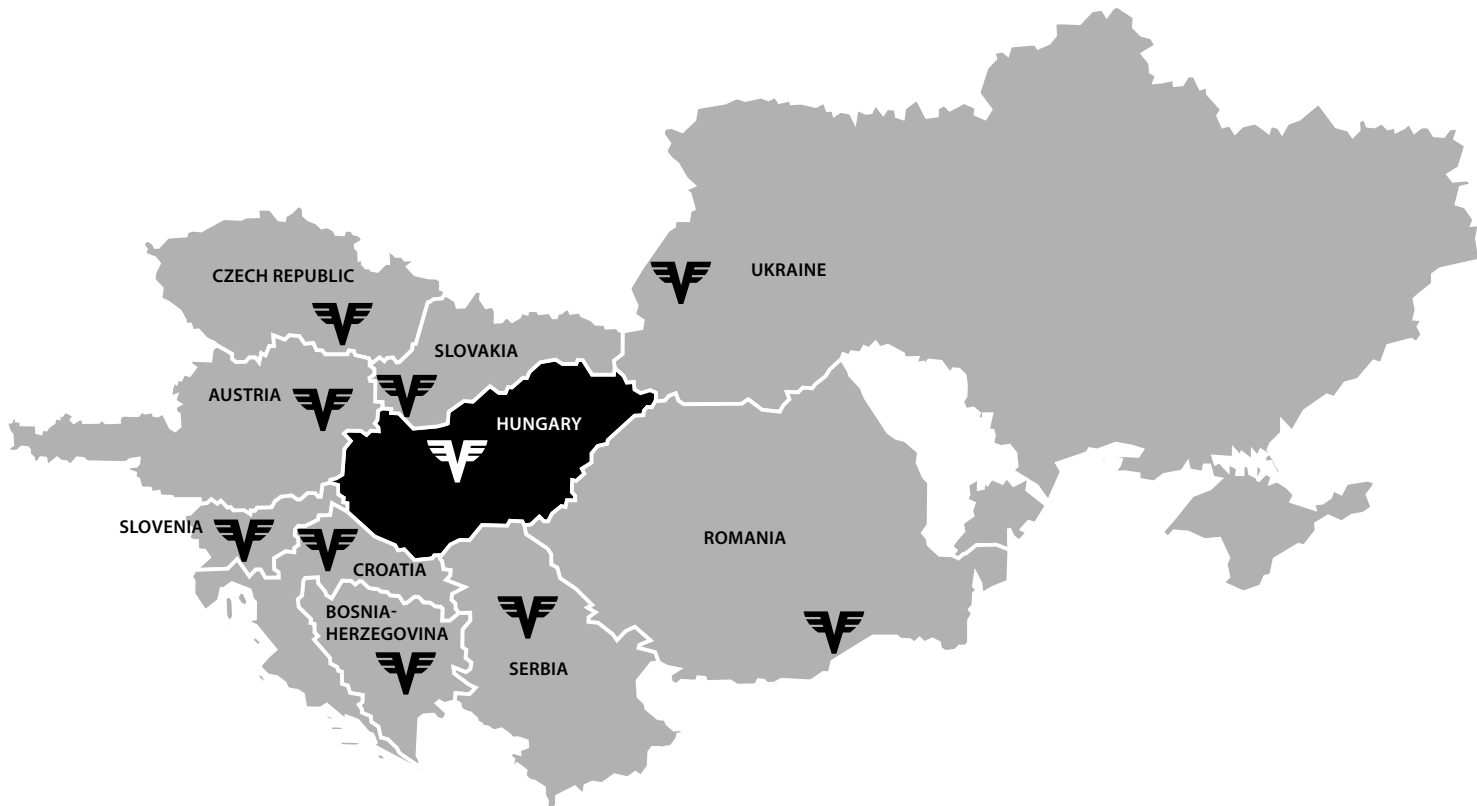 UKRAINE
CZECH REPUBLIC
SLOVAKIA
AUSTRIA
HUNGARY
SLOVENIA
ROMANIA
CROATIA
BOSNIA-
HERZEGOVINA
SERBIA